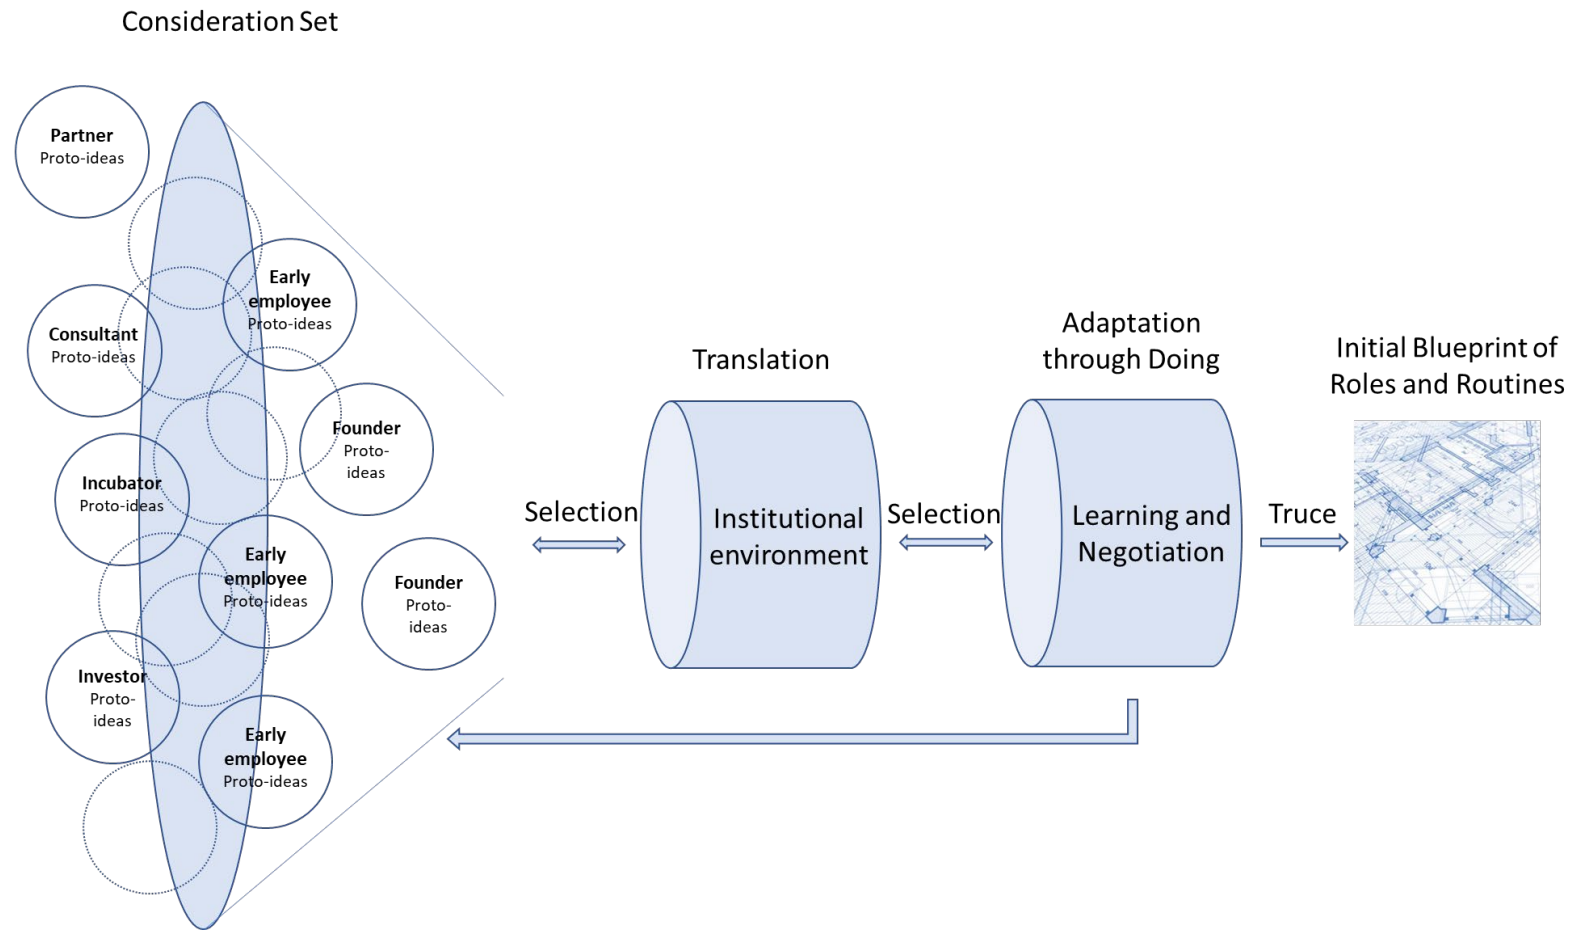 Consideration Set
Partner
Proto-ideas
Early
employee
Proto-ideas
Consultant
Proto-ideas
Founder
Proto-
ideas
Incubator
Proto-ideas
Early
employee
Proto-ideas
Founder
Proto-
ideas
Investor
Proto-
ideas
Early
employee
Proto-ideas
Selection
Translation
Institutional
environment
Selection
Adaptation
through Doing
Learning and
Negotiation
Truce
Initial Blueprint of
Roles and Routines